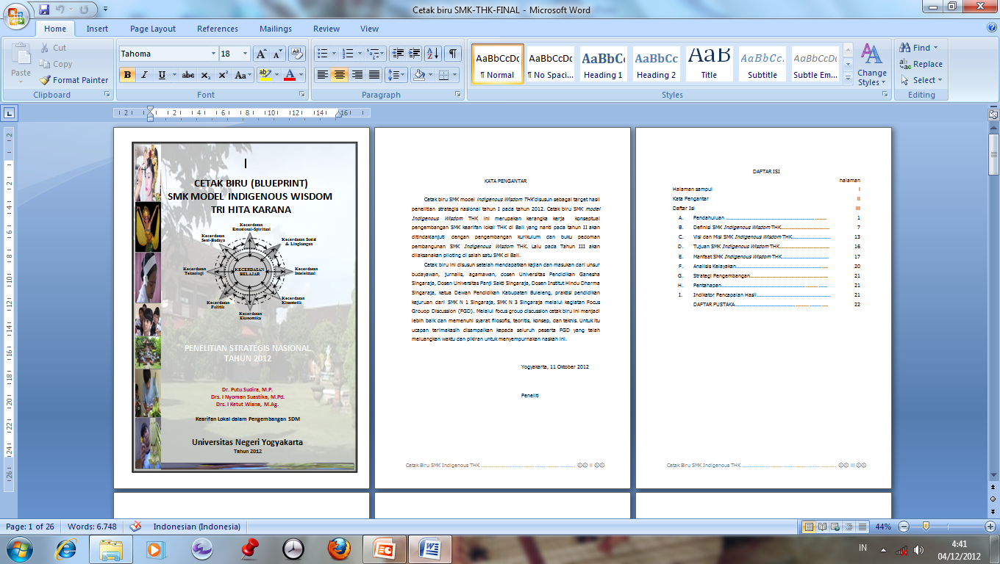 Cetak biru SMK-THK-FINAL - Microsoft Word
Home Insert Page Layout References Mailings Review View
Paste
Cut
Copy
Format Painter
Clipboard
Tahoma 18
B I U abc x₂ x² Aa
Font
Paragraph
AaBbCcDc AaBbCcDc AaBbC AaBbCc AaB AaBbCc. AaBbCcDc
¶ Normal ¶ No Spaci... Heading 1 Heading 2 Title Subtitle Subtle Em...
Change
Styles
Styles
Find
Replace
Select
Editing
2 2 4 6 8 10 12 14 16
CETAK BIRU (BLUEPRINT)
SMK MODEL INDIGENOUS WISDOM
TRI HITA KARANA
Kecerdasan
Emosional-Spiritual
Kecerdasan
Seni-Budaya
Kecerdasan Sosial
& Lingkungan
Kecerdasan
Teknologi
KECERDASAN
BELAJAR
Kecerdasan
Intelektual
Kecerdasan
Politik
Kecerdasan
Kinestetik
Kecerdasan
Ekonomika
PENELITIAN STRATEGIS NASIONAL
TAHUN 2012
Dr. Putu Sudira, M.P.
Drs. I Nyoman Suastika, M.Pd.
Drs. I Ketut Wiana, M.Ag.
Kearifan Lokal dalam Pengembangan SDM
Universitas Negeri Yogyakarta
Tahun 2012
KATA PENGANTAR
Cetak biru SMK model Indigenous Wisdom THK disusun sebagai target hasil
penelitian strategis nasional tahun I pada tahun 2012. Cetak biru SMK model
Indigenous Wisdom THK ini merupakan kerangka kerja konseptual
pengembangan SMK kearifan lokal THK di Bali yang nanti pada tahun II akan
ditindaklanjuti dengan pengembangan kurikulum dan buku pedoman
pembangunan SMK Indigenous Wisdom THK. Lalu pada Tahun III akan
dilaksanakan piloting di salah satu SMK di Bali.
Cetak biru ini disusun setelah mendapatkan kajian dan masukan dari unsur
budayawan, jurnalis, agamawan, dosen Universitas Pendidikan Ganesha
Singaraja, Dosen Universitas Panji Sakti Singaraja, Dosen Institut Hindu Dharma
Singaraja, ketua Dewan Pendidikan Kabupaten Buleleng, praktisi pendidikan
kejuruan dari SMK N 1 Singaraja, SMK N 3 Singaraja melalui kegiatan Focus
Grouop Discussion (FGD). Melalui focus group discussion cetak biru ini menjadi
lebih baik dan memenuhi syarat filosofis, teoritis, konsep, dan teknis. Untuk itu
ucapan terimakasih disampaikan kepada seluruh peserta FGD yang telah
meluangkan waktu dan pikiran untuk menyempurnakan naskah ini.
Yogyakarta, 11 Oktober 2012
Peneliti
Cetak Biru SMK Indigenous THK ii
DAFTAR ISI
halaman
Halaman sampul i
Kata Pengantar ii
Daftar Isi iii
A. Pendahuluan 1
B. Definisi SMK Indigenous Wisdom THK 7
C. Visi dan Misi SMK Indigenous Wisdom THK 13
D. Tujuan SMK Indigenous Wisdom THK 16
E. Manfaat SMK Indigenous Wisdom THK 17
F. Analisis Kelayakan 20
G. Strategi Pengembangan 21
H. Pentahapan 21
I. Indikator Pencapaian Hasil 21
DAFTAR PUSTAKA 22
Cetak Biru SMK Indigenous THK iii
Page: 1 of 26 Words: 6.748 Indonesian (Indonesia) 44%
IN
4:41
04/12/2012